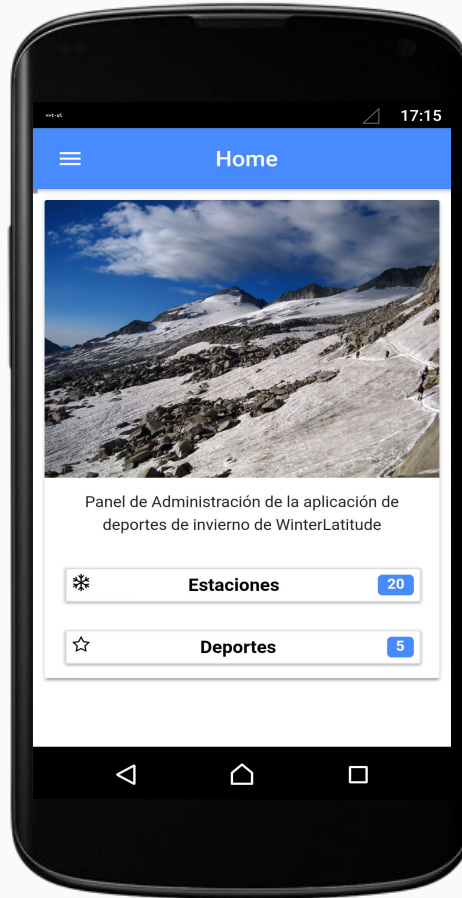 17:15
Home
Panel de Administración de la aplicación de
deportes de invierno de WinterLatitude
Estaciones 20
Deportes 5